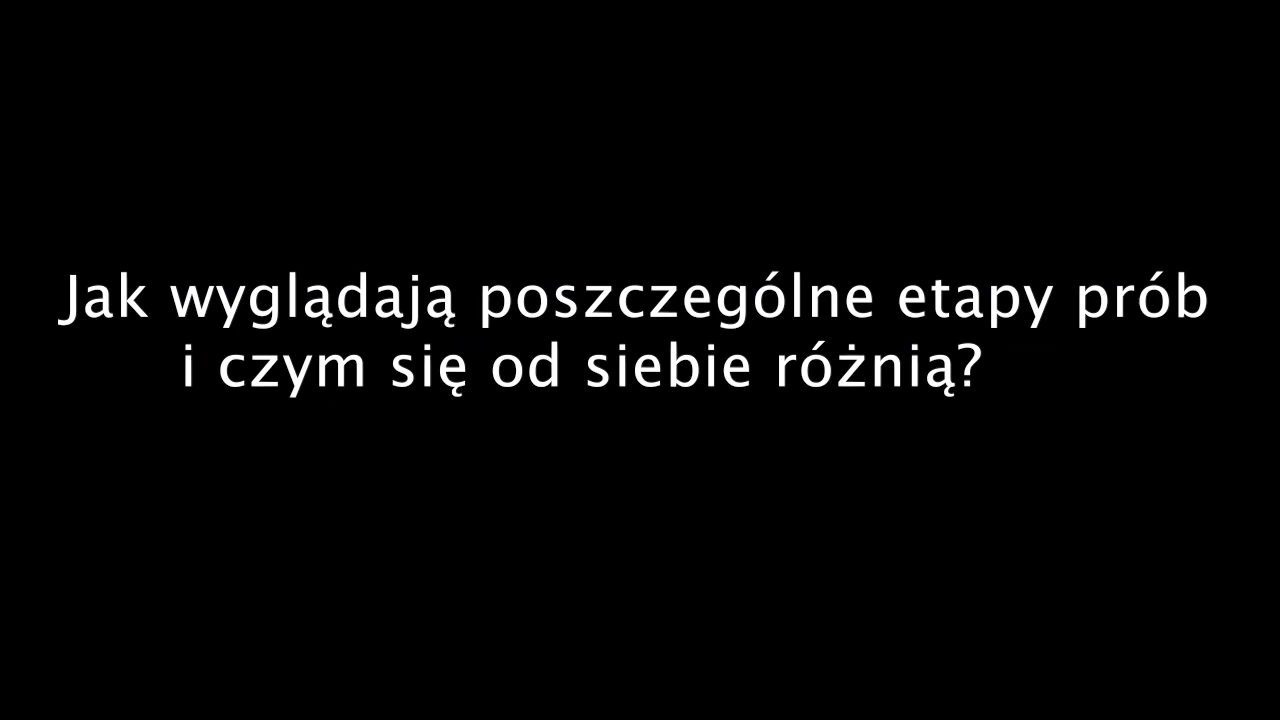 Jak wyglądają poszczególne etapy prób
i czym się od siebie różnią?